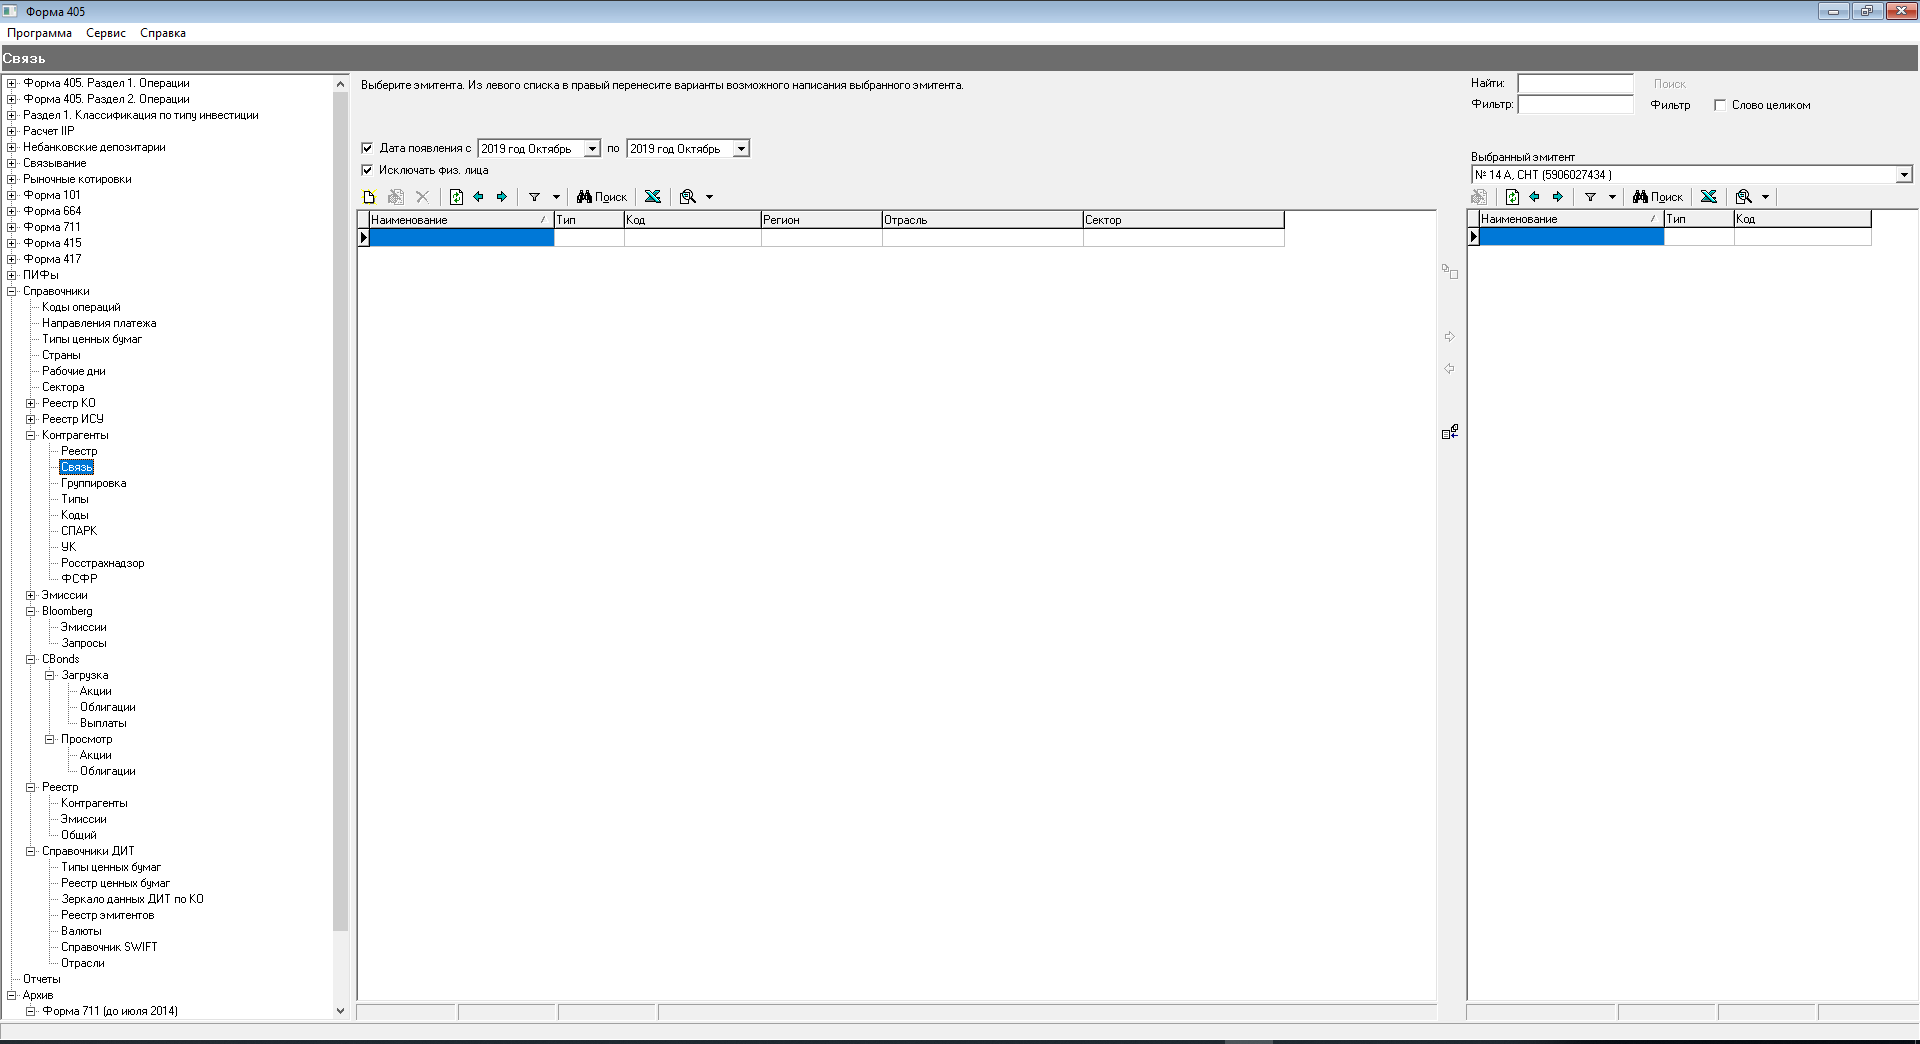 Форма 405
Программа Сервис Справка
Связь
Форма 405. Раздел 1. Операции
Форма 405. Раздел 2. Операции
Раздел 1. Классификация по типу инвестиции
Расчет IIP
Небанковские депозитарии
Связывание
Рыночные котировки
Форма 101
Форма 664
Форма 711
Форма 415
Форма 417
ПИФы
Справочники
Коды операций
Направления платежа
Типы ценных бумаг
Страны
Рабочие дни
Сектора
Реестр КО
Реестр ИСУ
Контрагенты
Реестр
Связь
Группировка
Типы
Коды
СПАРК
УК
Росстрахнадзор
ФСФР
Эмиссии
Bloomberg
Эмиссии
Запросы
CBonds
Загрузка
Акции
Облигации
Выплаты
Просмотр
Акции
Облигации
Реестр
Контрагенты
Эмиссии
Общий
Справочники ДИТ
Типы ценных бумаг
Реестр ценных бумаг
Зеркало данных ДИТ по КО
Реестр эмитентов
Валюты
Справочник SWIFT
Отрасли
Отчеты
Архив
Форма 711 (до июля 2014)
Выберите эмитента. Из левого списка в правый перенесите варианты возможного написания выбранного эмитента.
Дата появления с 2019 год Октябрь по 2019 год Октябрь
Исключать физ. лица
Поиск
Наименование Тип Код Регион Отрасль Сектор
Найти: Поиск
Фильтр: Фильтр Слово целиком
Выбранный эмитент
№ 14 А, СНТ (5906027434 )
Поиск
Наименование Тип Код